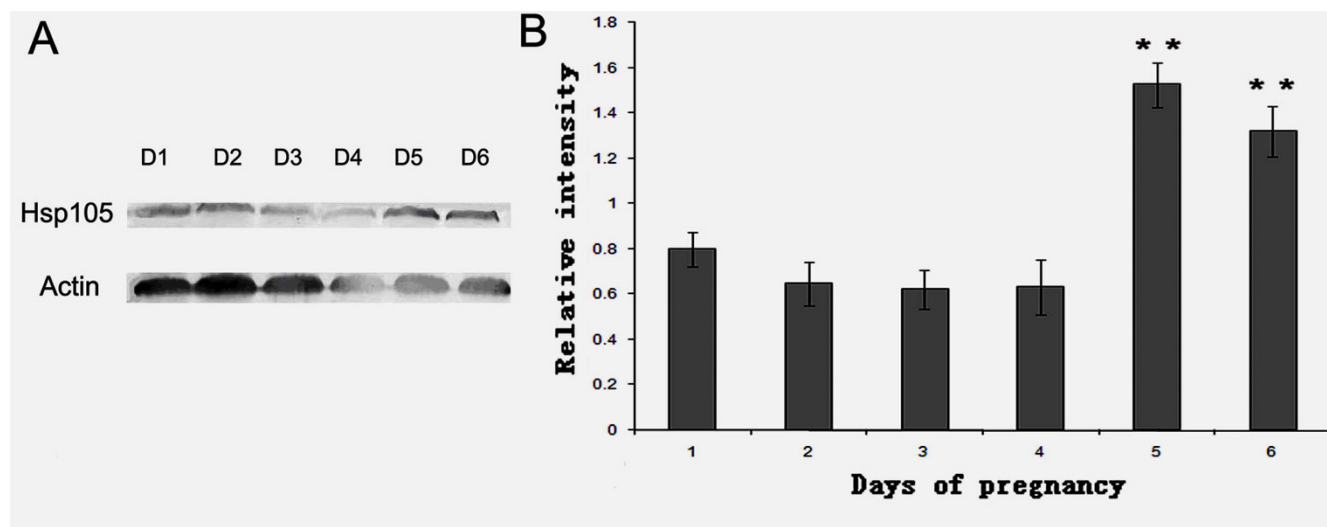 A
D1 D2 D3 D4 D5 D6
Hsp105
Actin
B
Relative intensity
1.8
1.6
1.4
1.2
1
0.8
0.6
0.4
0.2
0
* *
* *
1 2 3 4 5 6
Days of pregnancy